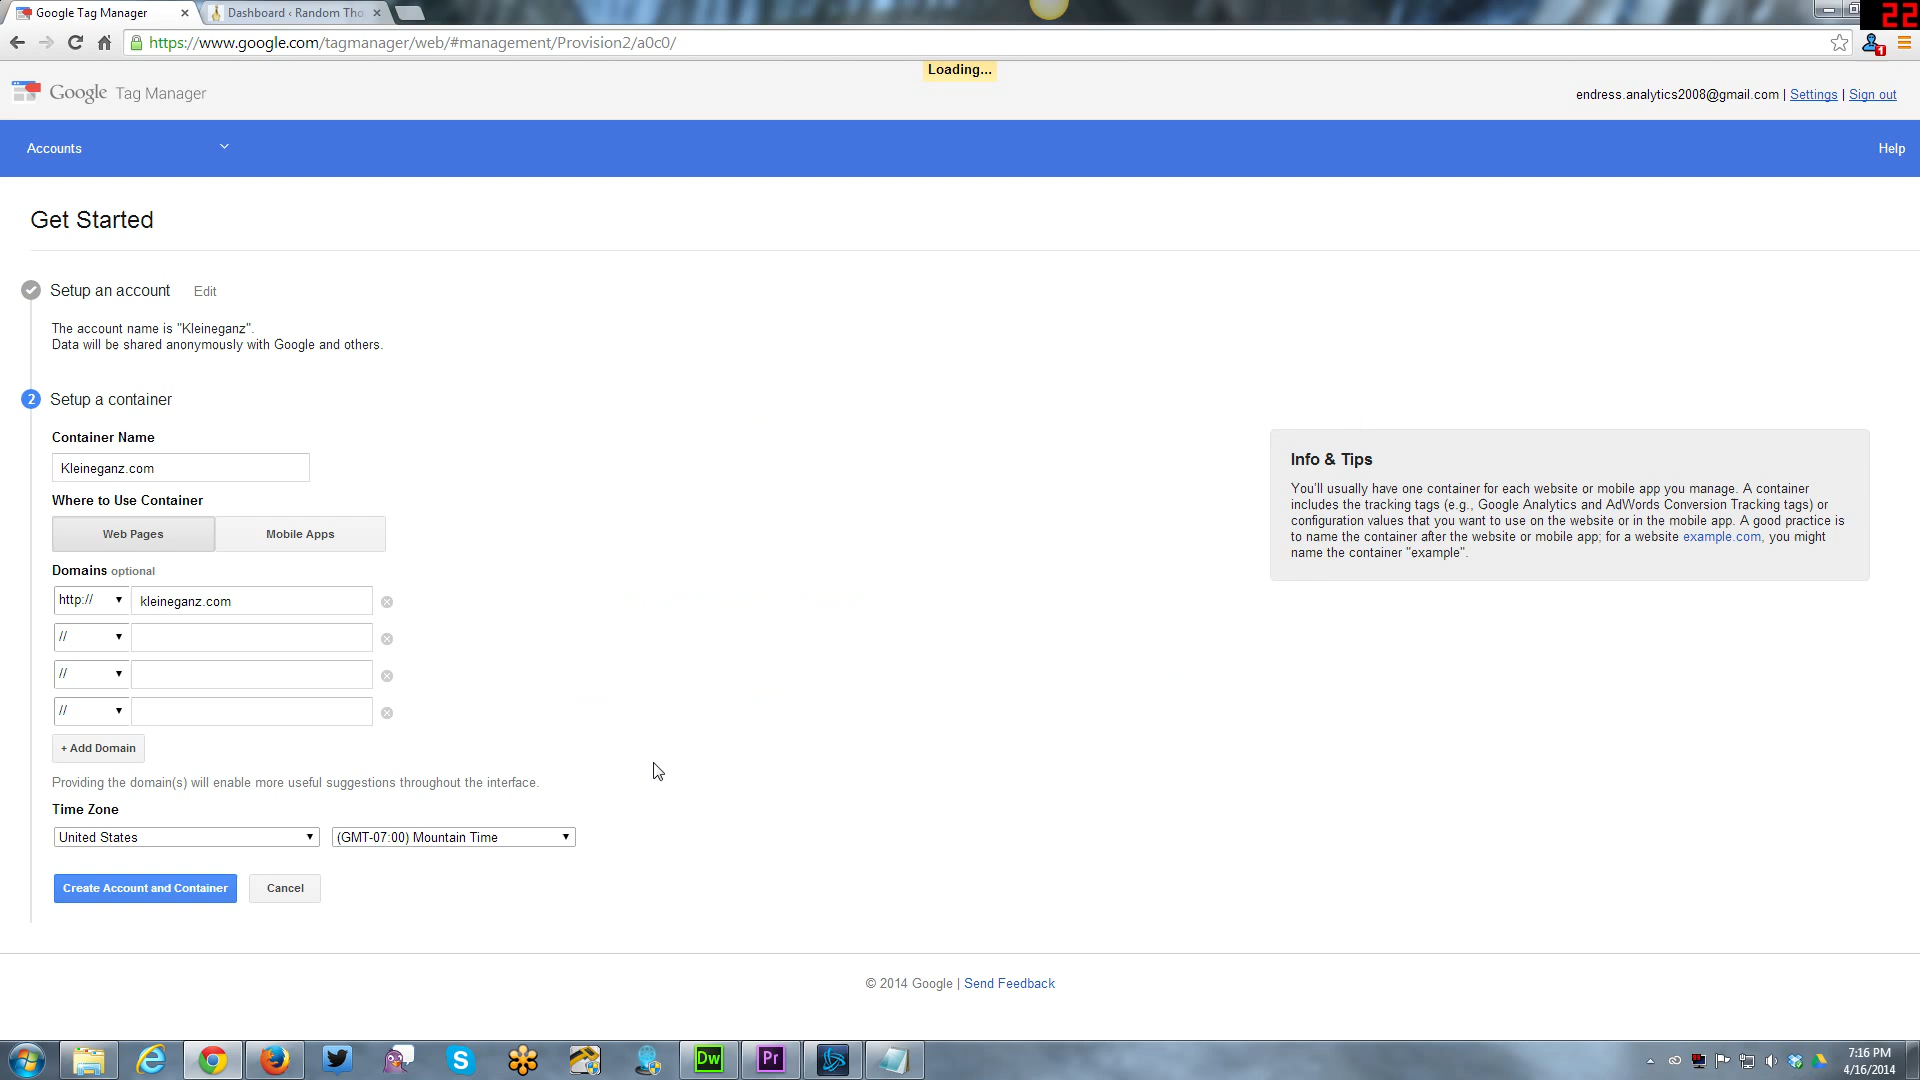 Google Tag Manager
Dashboard ‹ Random Tho
22
https://www.google.com/tagmanager/web/#management/Provision2/a0c0/
1
Loading...
Google Tag Manager
endress.analytics2008@gmail.com | Settings | Sign out
Accounts
Help
Get Started
Setup an account Edit
The account name is "Kleineganz".
Data will be shared anonymously with Google and others.
2 Setup a container
Container Name
Kleineganz.com
Where to Use Container
Web Pages Mobile Apps
Domains optional
http:// kleineganz.com
//
//
//
+ Add Domain
Providing the domain(s) will enable more useful suggestions throughout the interface.
Time Zone
United States (GMT-07:00) Mountain Time
Create Account and Container Cancel
Info & Tips
You'll usually have one container for each website or mobile app you manage. A container
includes the tracking tags (e.g., Google Analytics and AdWords Conversion Tracking tags) or
configuration values that you want to use on the website or in the mobile app. A good practice is
to name the container after the website or mobile app; for a website example.com, you might
name the container "example".
© 2014 Google | Send Feedback
Dw
Pr
7:16 PM
4/16/2014